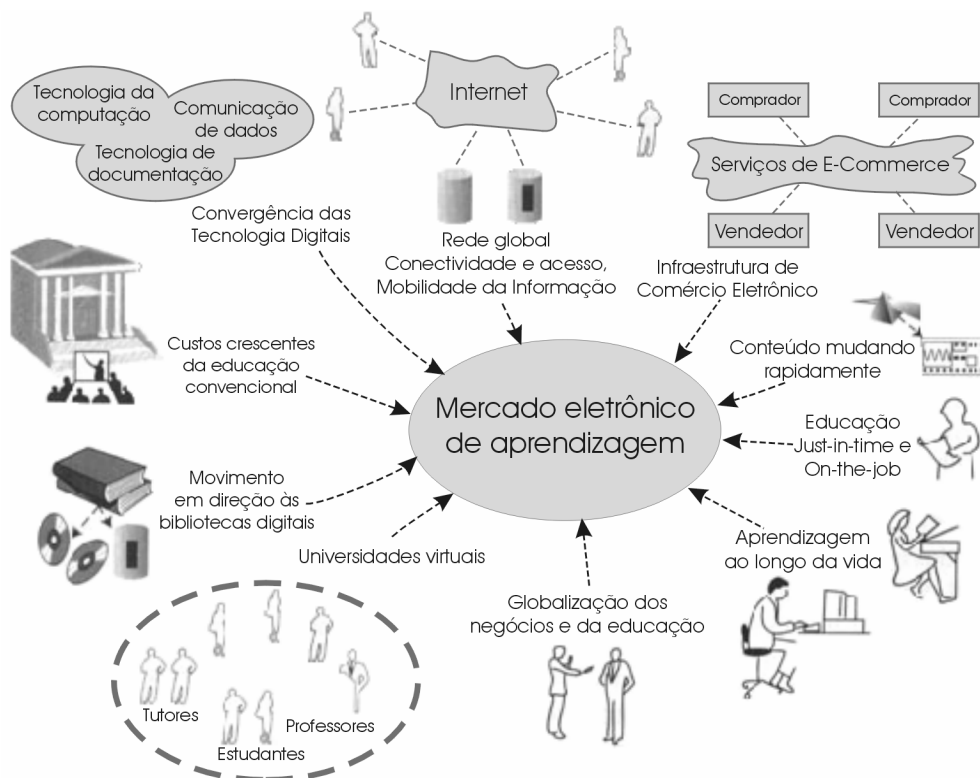 Tecnologia da
computação
Comunicação
de dados
Tecnologia de
documentação
Internet
Comprador
Comprador
Serviços de E-Commerce
Vendedor
Vendedor
Convergência das
Tecnologia Digitais
Rede global
Conectividade e acesso,
Mobilidade da Informação
Infraestrutura de
Comércio Eletrônico
Custos crescentes
da educação
convencional
Conteúdo mudando
rapidamente
Mercado eletrônico
de aprendizagem
Educação
Just-in-time e
On-the-job
Movimento
em direção às
bibliotecas digitais
Universidades virtuais
Aprendizagem
ao longo da vida
Globalização dos
negócios e da educação
Tutores
Professores
Estudantes